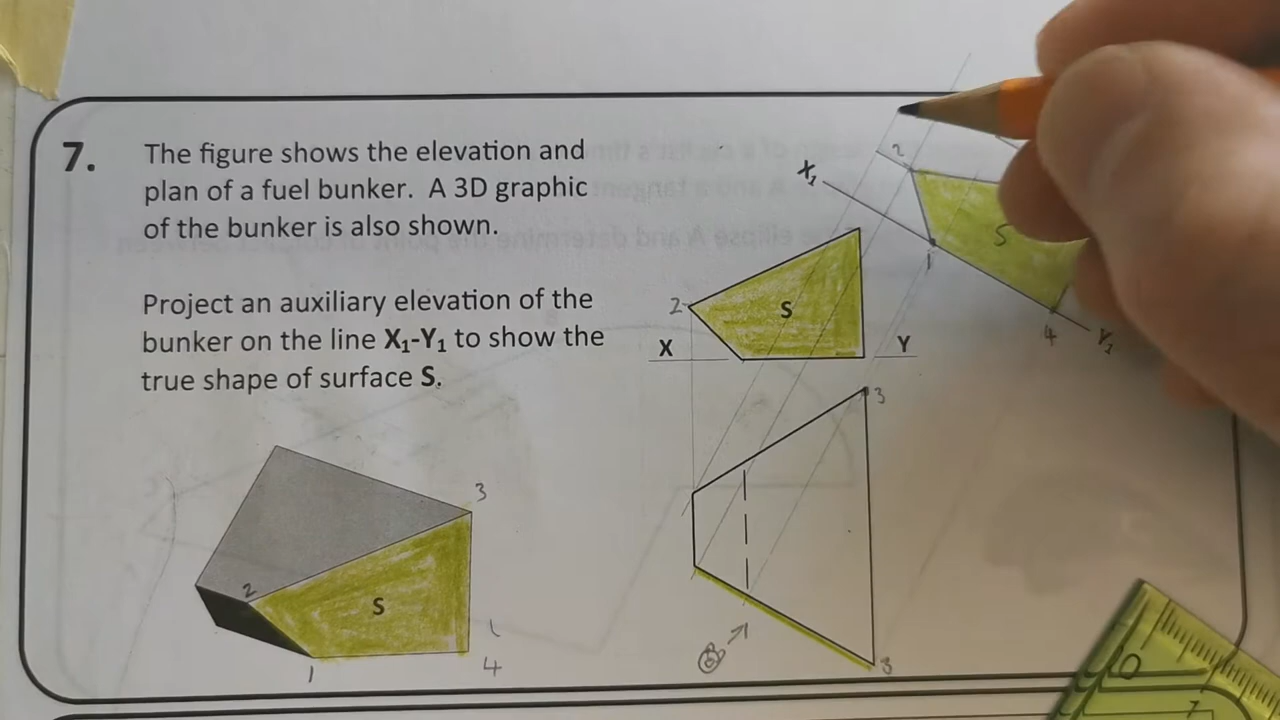 7.
The figure shows the elevation and
plan of a fuel bunker. A 3D graphic
of the bunker is also shown.
Project an auxiliary elevation of the
bunker on the line X₁-Y₁ to show the
true shape of surface S.
X₁
2
S
1
4
Y₁
2
S
X
Y
3
3
3
2
S
1
4
10